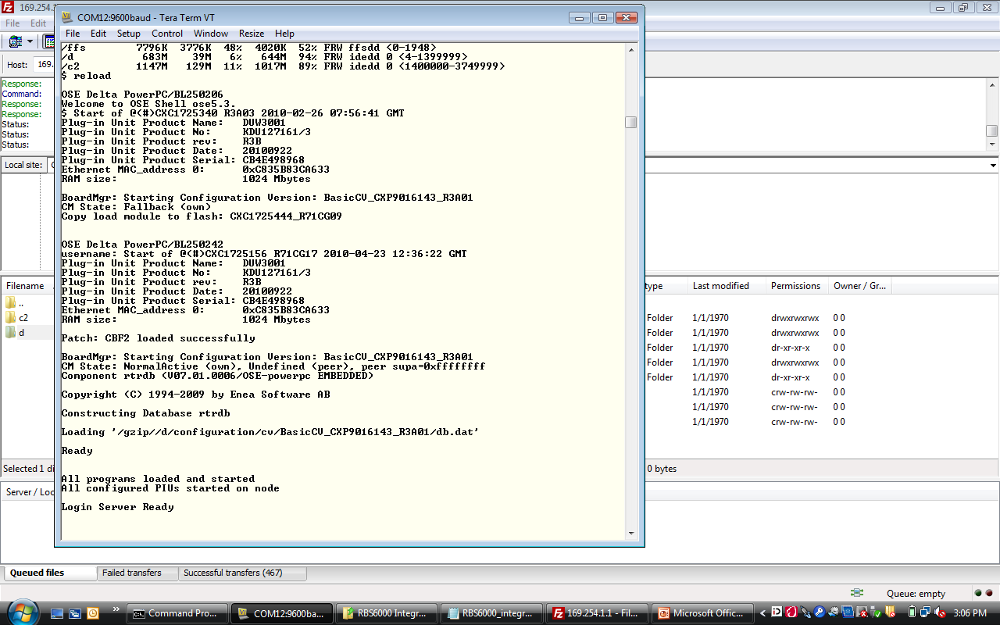 169.254.1
COM12:9600baud - Tera Term VT
File Edit
File Edit Setup Control Window Resize Help
Host: 169.
/ffs 7796K 3776K 48% 4020K 52% FRW ffsdd <0-1948>
/d 683M 39M 6% 644M 94% FRW idedd 0 <4-1399999>
/c2 1147M 129M 11% 1017M 89% FRW idedd 0 <1400000-3749999>
$ reload
OSE Delta PowerPC/BL250206
Welcome to OSE Shell ose5.3.
$ Start of @(#)CXC1725340 R3A03 2010-02-26 07:56:41 GMT
Plug-in Unit Product Name: DUW3001
Plug-in Unit Product No: KDU127161/3
Plug-in Unit Product rev: R3B
Plug-in Unit Product Date: 20100922
Plug-in Unit Product Serial: CB4E498968
Ethernet MAC_address 0: 0xC835B83CA633
RAM size: 1024 Mbytes
BoardMgr: Starting Configuration Version: BasicCV_CXP9016143_R3A01
CM State: Fallback (own)
Copy load module to flash: CXC1725444_R71CG09
OSE Delta PowerPC/BL250242
username: Start of @(#)CXC1725156 R71CG17 2010-04-23 12:36:22 GMT
Plug-in Unit Product Name: DUW3001
Plug-in Unit Product No: KDU127161/3
Plug-in Unit Product rev: R3B
Plug-in Unit Product Date: 20100922
Plug-in Unit Product Serial: CB4E498968
Ethernet MAC_address 0: 0xC835B83CA633
RAM size: 1024 Mbytes
Patch: CBF2 loaded successfully
BoardMgr: Starting Configuration Version: BasicCV_CXP9016143_R3A01
CM State: NormalActive (own), Undefined (peer), peer supa=0xffffffff
Component rtrdb (V07.01.0006/OSE-powerpc EMBEDDED)
Copyright (C) 1994-2009 by Enea Software AB
Constructing Database rtrdb
Loading '/gzip//d/configuration/cv/BasicCV_CXP9016143_R3A01/db.dat'
Ready
All programs loaded and started
All configured PIUs started on node
Login Server Ready
Response:
Command:
Response:
Response:
Status:
Status:
Status:
Local site:
Filename
..
c2
d
Selected 1 di
Server / Loc
type Last modified Permissions Owner / Gr...
Folder 1/1/1970 drwxrwxrwx 0 0
Folder 1/1/1970 drwxrwxrwx 0 0
Folder 1/1/1970 dr-xr-xr-x 0 0
Folder 1/1/1970 drwxrwxrwx 0 0
Folder 1/1/1970 dr-xr-xr-x 0 0
1/1/1970 crw-rw-rw- 0 0
1/1/1970 crw-rw-rw- 0 0
1/1/1970 crw-rw-rw- 0 0
0 bytes
Queued files Failed transfers Successful transfers (467)
Queue: empty
Command Pro... COM12:9600ba... RBS6000 Integr... RBS6000_integr... 169.254.1.1 - Fil... Microsoft Offic... 3:06 PM